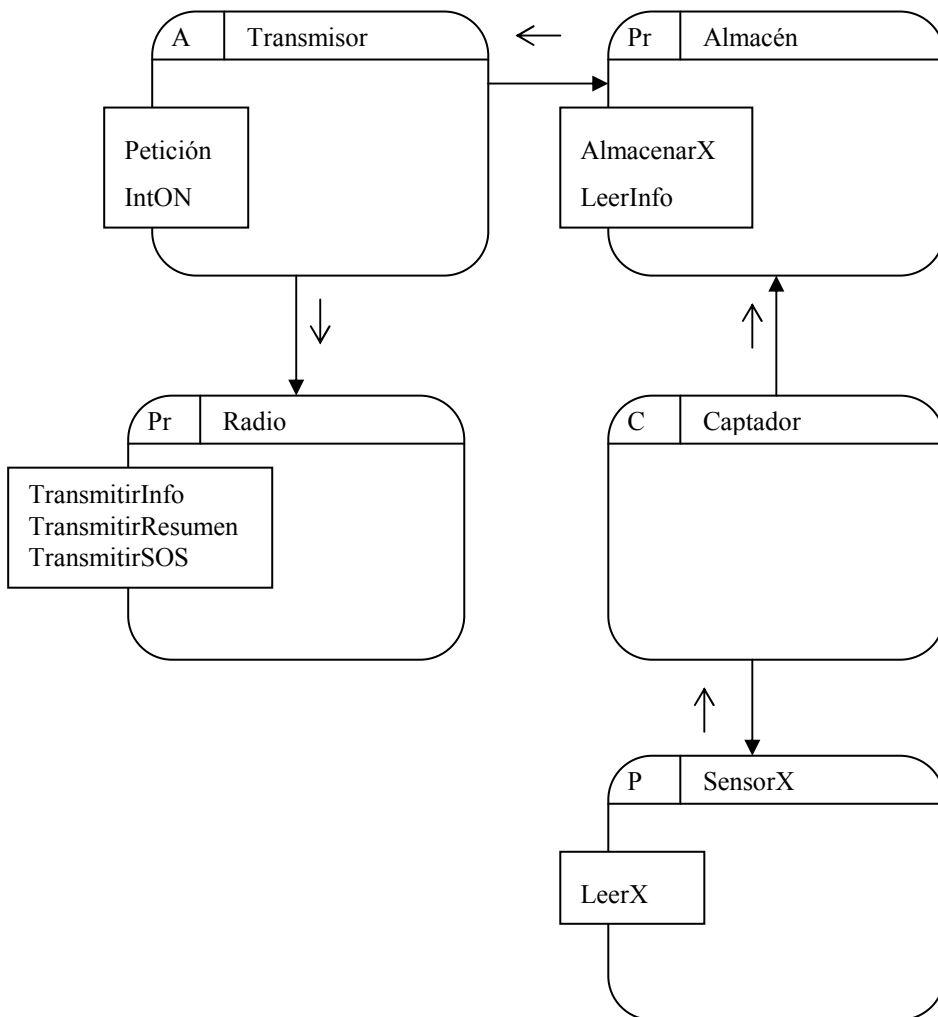 A Transmisor
Pr Almacén
Petición
IntON
AlmacenarX
LeerInfo
Pr Radio
C Captador
TransmitirInfo
TransmitirResumen
TransmitirSOS
P SensorX
LeerX